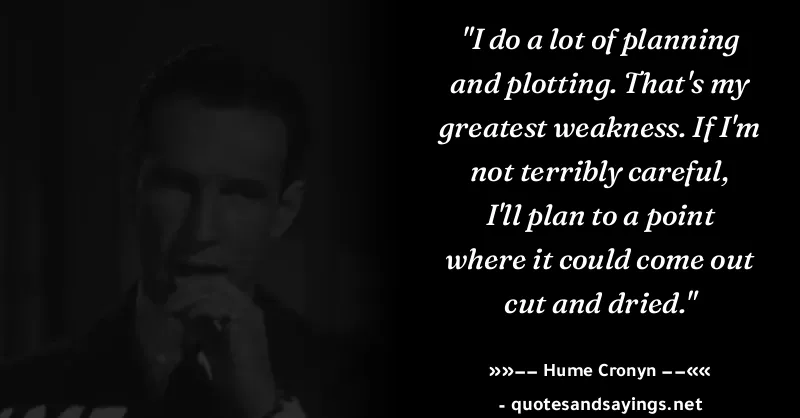 "I do a lot of planning
and plotting. That's my
greatest weakness. If I'm
not terribly careful,
I'll plan to a point
where it could come out
cut and dried."
»»–– Hume Cronyn ––««
- quotesandsayings.net